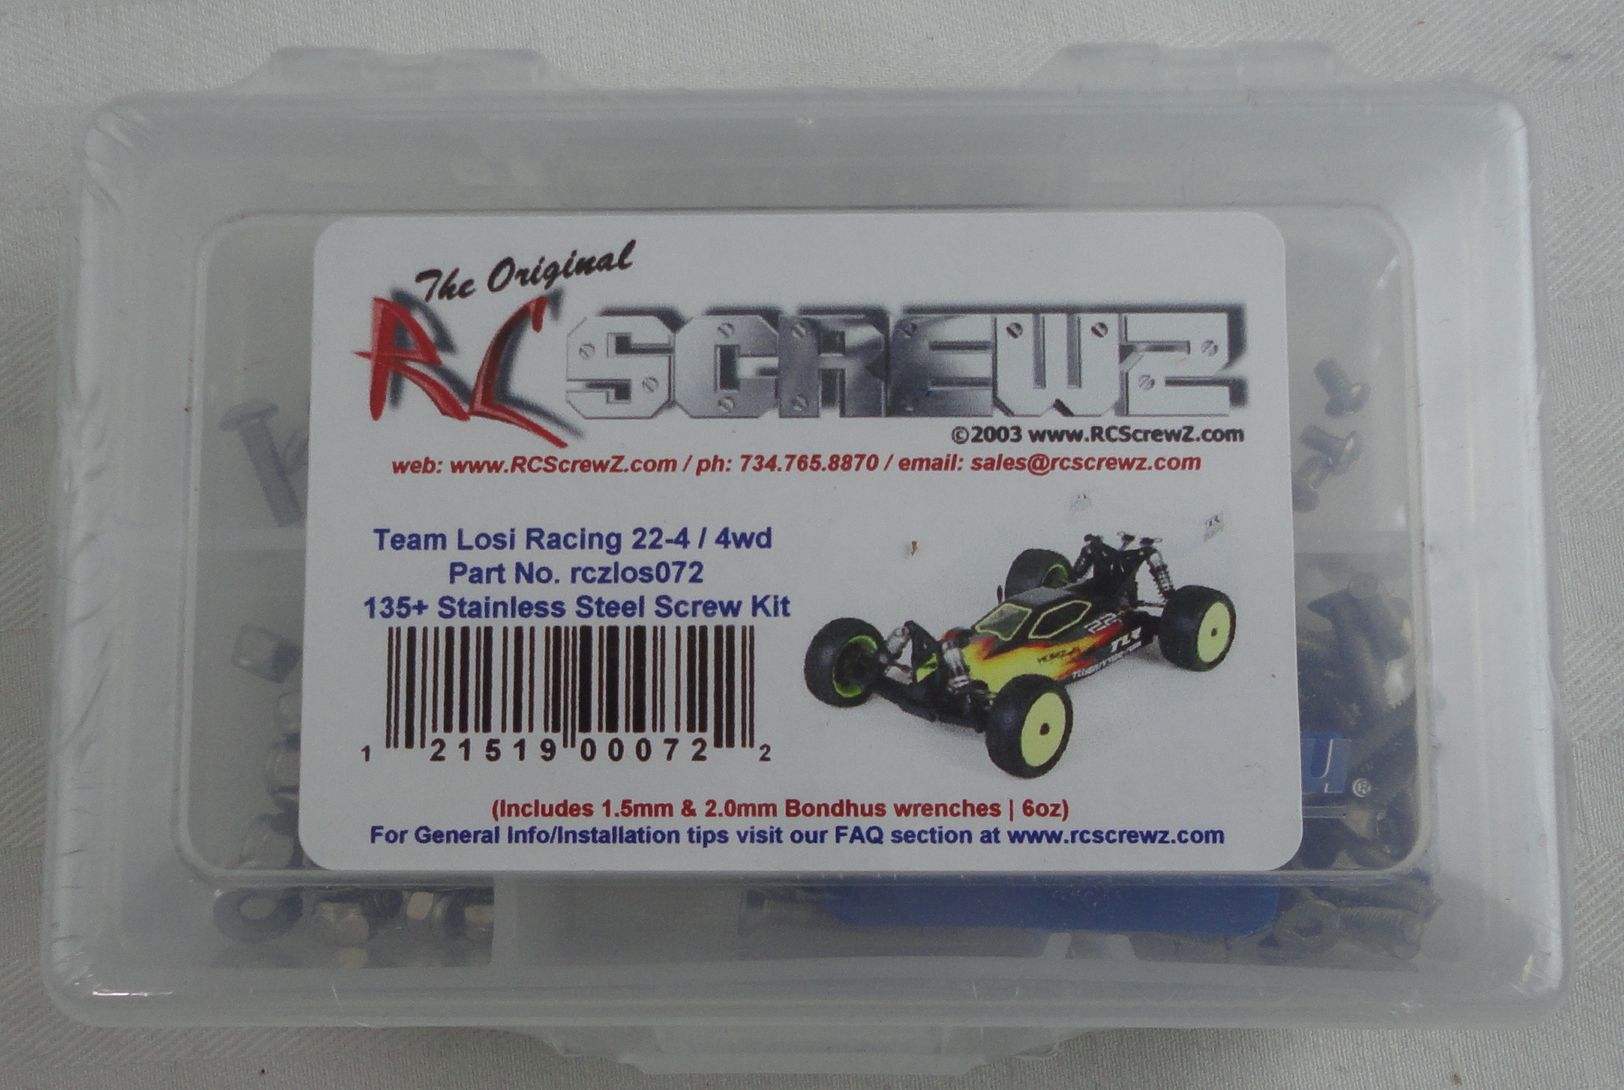 The Original
RC SCREWZ
©2003 www.RCScrewZ.com
web: www.RCScrewZ.com / ph: 734.765.8870 / email: sales@rcscrewz.com
Team Losi Racing 22-4 / 4wd
Part No. rczlos072
135+ Stainless Steel Screw Kit
1 21519 00072 2
22
TLR
(Includes 1.5mm & 2.0mm Bondhus wrenches | 6oz)
For General Info/Installation tips visit our FAQ section at www.rcscrewz.com